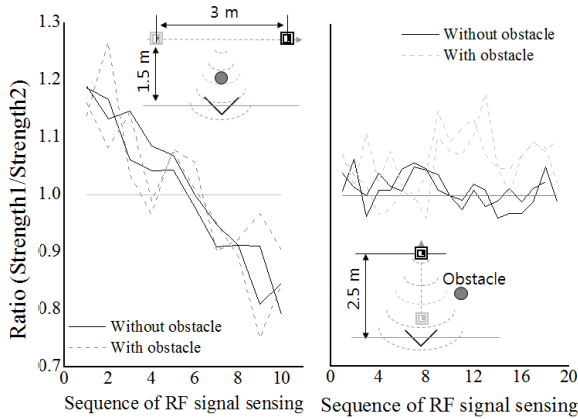 3 m
1.5 m
1.3
1.2
1.1
1.0
0.9
0.8
0.7
Ratio (Strength1/Strength2)
Without obstacle
With obstacle
0 2 4 6 8 10
Sequence of RF signal sensing
Without obstacle
With obstacle
2.5 m
Obstacle
0 4 8 12 16 20
Sequence of RF signal sensing